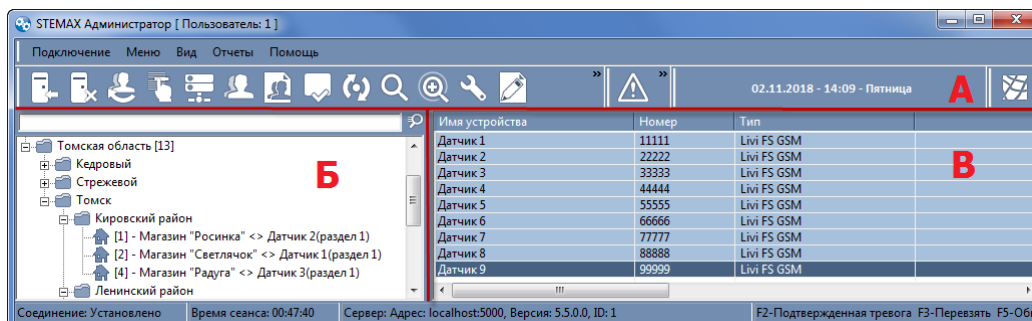 STEMAX Администратор [ Пользователь: 1 ]
Подключение Меню Вид Отчеты Помощь
» » 02.11.2018 - 14:09 - Пятница А
Имя устройства Номер Тип
Томская область [13]
Кедровый
Стрежевой
Томск
Кировский район
[1] - Магазин "Росинка" <> Датчик 2(раздел 1)
[2] - Магазин "Светлячок" <> Датчик 1(раздел 1)
[4] - Магазин "Радуга" <> Датчик 3(раздел 1)
Ленинский район
Б
Датчик 1 11111 Livi FS GSM
Датчик 2 22222 Livi FS GSM
Датчик 3 33333 Livi FS GSM
Датчик 4 44444 Livi FS GSM
Датчик 5 55555 Livi FS GSM
Датчик 6 66666 Livi FS GSM
Датчик 7 77777 Livi FS GSM
Датчик 8 88888 Livi FS GSM
Датчик 9 99999 Livi FS GSM
В
Соединение: Установлено Время сеанса: 00:47:40 Сервер: Адрес: localhost:5000, Версия: 5.5.0.0, ID: 1 F2-Подтвержденная тревога F3-Перевзять F5-Об